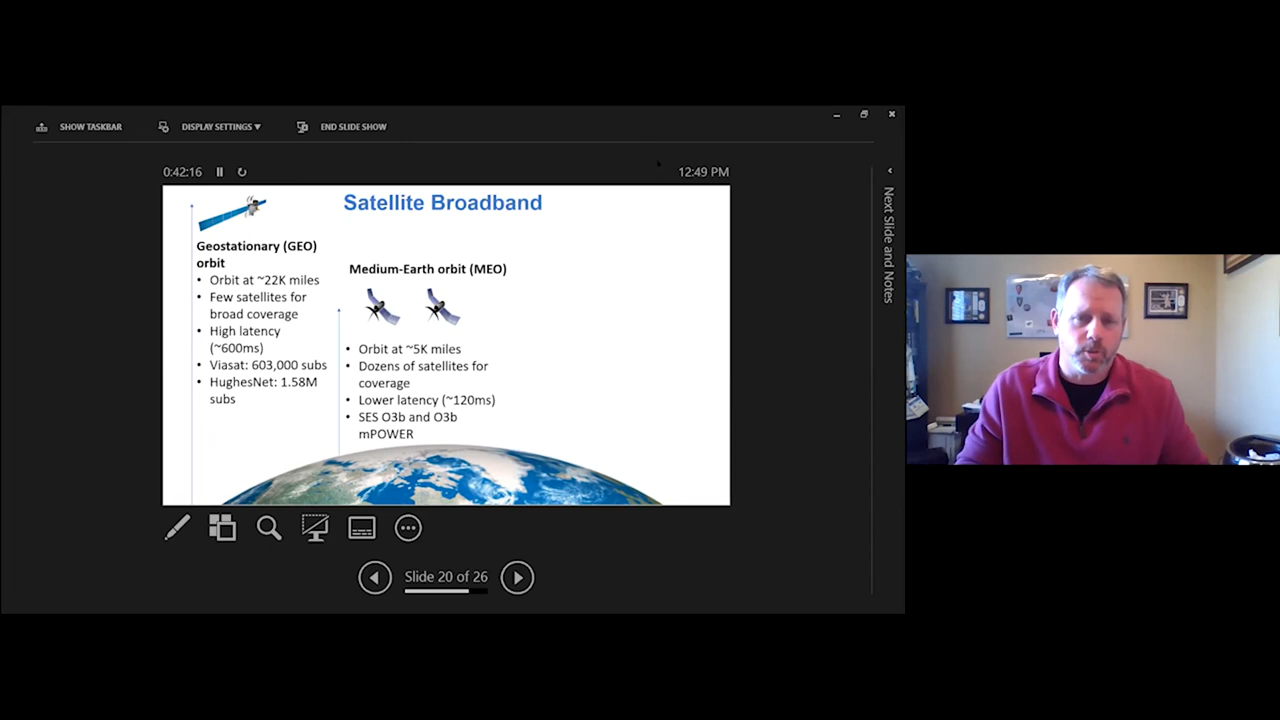 SHOW TASKBAR
DISPLAY SETTINGS
END SLIDE SHOW
0:42:16
12:49 PM
Satellite Broadband
Geostationary (GEO)
orbit
• Orbit at ~22K miles
• Few satellites for
broad coverage
• High latency
(~600ms)
• Viasat: 603,000 subs
• HughesNet: 1.58M
subs
Medium-Earth orbit (MEO)
• Orbit at ~5K miles
• Dozens of satellites for
coverage
• Lower latency (~120ms)
• SES O3b and O3b
mPOWER
Next Slide and Notes
Slide 20 of 26